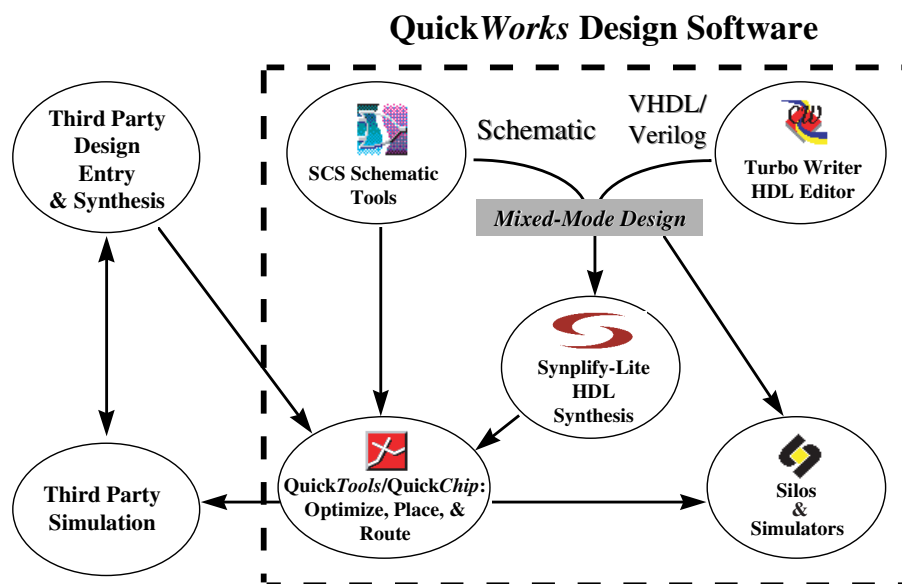 QuickWorks Design Software
Third Party
Design
Entry
& Synthesis
SCS Schematic
Tools
Schematic
VHDL/
Verilog
Turbo Writer
HDL Editor
Mixed-Mode Design
Synplify-Lite
HDL
Synthesis
Third Party
Simulation
QuickTools/QuickChip:
Optimize, Place, &
Route
Silos
&
Simulators